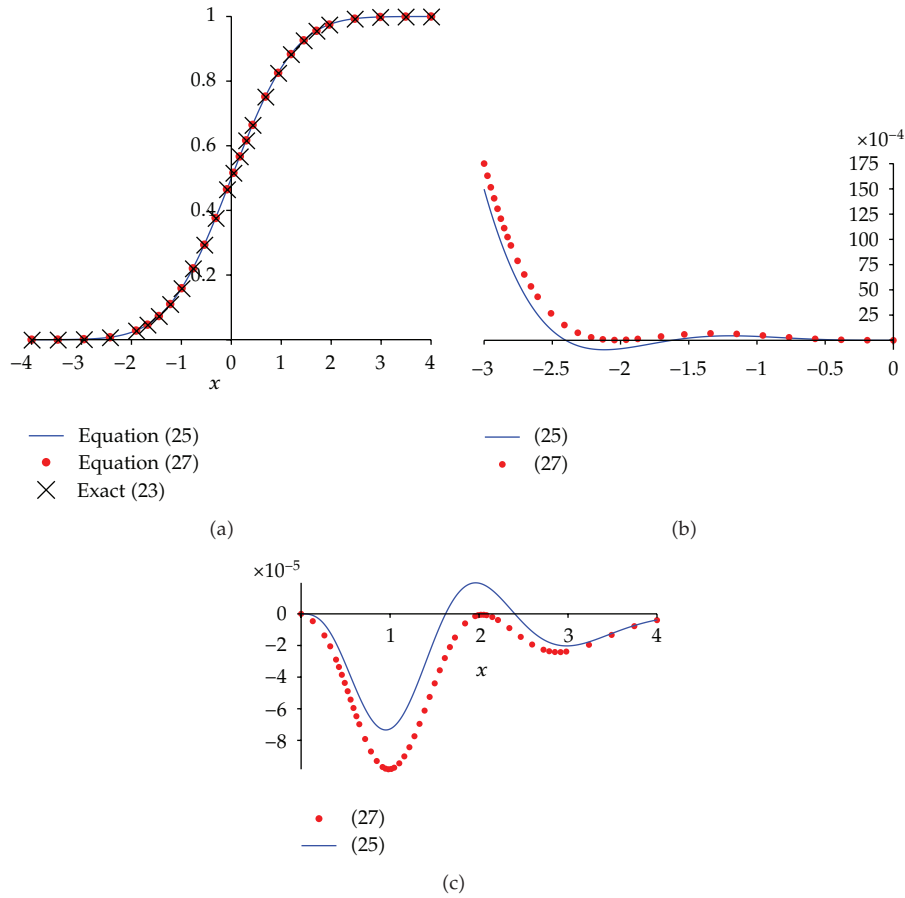 1
0.8
0.6
0.4
0.2
−4 −3 −2 −1 0 1 2 3 4
x
Equation (25)
Equation (27)
Exact (23)
(a)
×10−4
175
150
125
100
75
50
25
−3 −2.5 −2 −1.5 −1 −0.5 0
(25)
(27)
(b)
×10−5
0
−2
−4
−6
−8
1 2 3 4
x
(27)
(25)
(c)